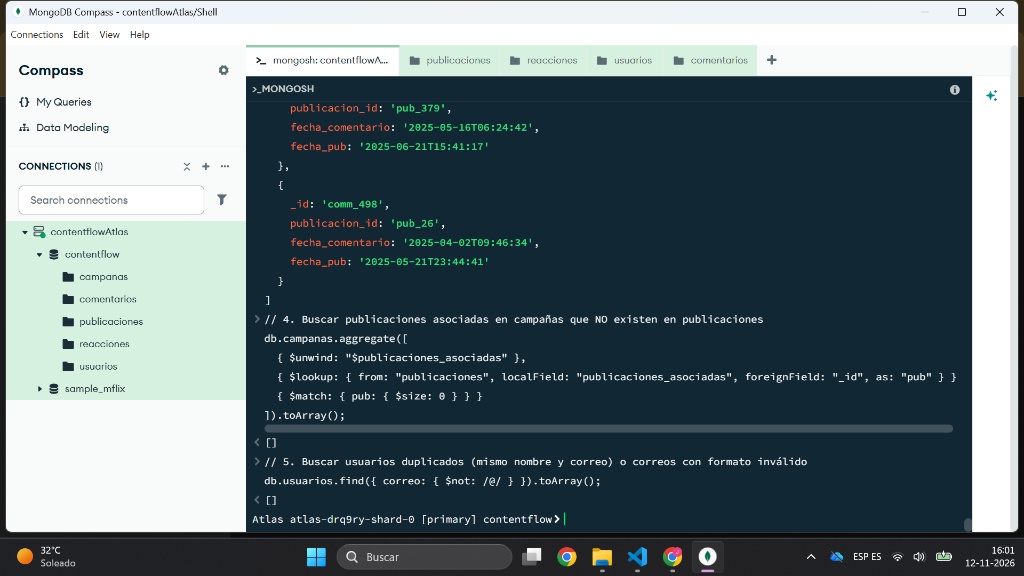 MongoDB Compass - contentflowAtlas/Shell
Connections Edit View Help
Compass
My Queries
Data Modeling
CONNECTIONS (1)
Search connections
contentflowAtlas
contentflow
campanas
comentarios
publicaciones
reacciones
usuarios
sample_mflix
>_ mongosh: contentflowA... publicaciones reacciones usuarios comentarios
>_MONGOSH
publicacion_id: 'pub_379',
fecha_comentario: '2025-05-16T06:24:42',
fecha_pub: '2025-06-21T15:41:17'
},
{
_id: 'comm_498',
publicacion_id: 'pub_26',
fecha_comentario: '2025-04-02T09:46:34',
fecha_pub: '2025-05-21T23:44:41'
}
]
> // 4. Buscar publicaciones asociadas en campañas que NO existen en publicaciones
db.campanas.aggregate([
{ $unwind: "$publicaciones_asociadas" },
{ $lookup: { from: "publicaciones", localField: "publicaciones_asociadas", foreignField: "_id", as: "pub" } }
{ $match: { pub: { $size: 0 } } }
]).toArray();
< []
> // 5. Buscar usuarios duplicados (mismo nombre y correo) o correos con formato inválido
db.usuarios.find({ correo: { $not: /@/ } }).toArray();
< []
Atlas atlas-drq9ry-shard-0 [primary] contentflow>
32°C
Soleado
Buscar
ESP ES
16:01
12-11-2026